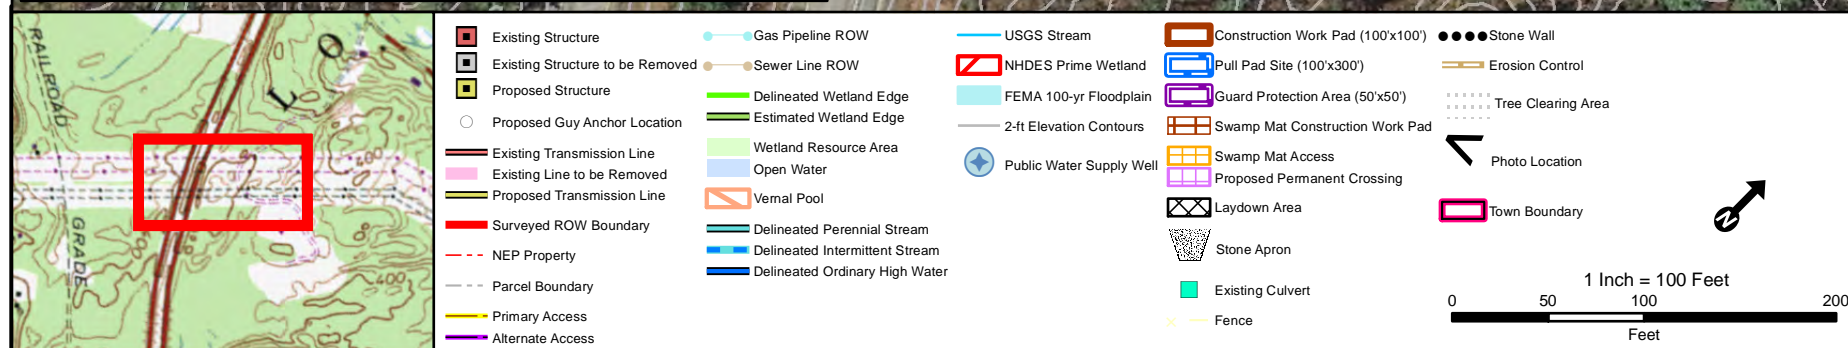 RAILROAD
GRADE
L O
400
400
Existing Structure
Existing Structure to be Removed
Proposed Structure
Proposed Guy Anchor Location
Existing Transmission Line
Existing Line to be Removed
Proposed Transmission Line
Surveyed ROW Boundary
NEP Property
Parcel Boundary
Primary Access
Alternate Access
Gas Pipeline ROW
Sewer Line ROW
Delineated Wetland Edge
Estimated Wetland Edge
Wetland Resource Area
Open Water
Vernal Pool
Delineated Perennial Stream
Delineated Intermittent Stream
Delineated Ordinary High Water
USGS Stream
NHDES Prime Wetland
FEMA 100-yr Floodplain
2-ft Elevation Contours
Public Water Supply Well
Construction Work Pad (100'x100')
Pull Pad Site (100'x300')
Guard Protection Area (50'x50')
Swamp Mat Construction Work Pad
Swamp Mat Access
Proposed Permanent Crossing
Laydown Area
Stone Apron
Existing Culvert
Fence
Stone Wall
Erosion Control
Tree Clearing Area
Photo Location
Town Boundary
N
1 Inch = 100 Feet
0 50 100 200
Feet